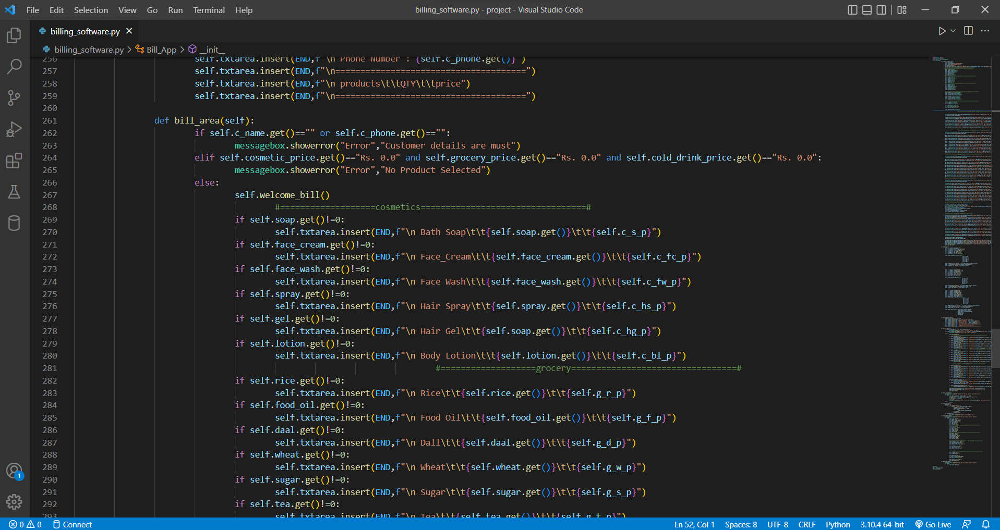 File Edit Selection View Go Run Terminal Help
billing_software.py - project - Visual Studio Code
billing_software.py
billing_software.py > Bill_App > __init__
256 self.txtarea.insert(END,f"\n Phone Number : {self.c_phone.get()}")
257 self.txtarea.insert(END,f"\n======================================")
258 self.txtarea.insert(END,f"\n products\t\tQTY\t\tprice")
259 self.txtarea.insert(END,f"\n======================================")
260
261 def bill_area(self):
262 if self.c_name.get()=="" or self.c_phone.get()=="":
263 messagebox.showerror("Error","Customer details are must")
264 elif self.cosmetic_price.get()=="Rs. 0.0" and self.grocery_price.get()=="Rs. 0.0" and self.cold_drink_price.get()=="Rs. 0.0":
265 messagebox.showerror("Error","No Product Selected")
266 else:
267 self.welcome_bill()
268 #===================cosmetics=================================#
269 if self.soap.get()!=0:
270 self.txtarea.insert(END,f"\n Bath Soap\t\t{self.soap.get()}\t\t{self.c_s_p}")
271 if self.face_cream.get()!=0:
272 self.txtarea.insert(END,f"\n Face_Cream\t\t{self.face_cream.get()}\t\t{self.c_fc_p}")
273 if self.face_wash.get()!=0:
274 self.txtarea.insert(END,f"\n Face Wash\t\t{self.face_wash.get()}\t\t{self.c_fw_p}")
275 if self.spray.get()!=0:
276 self.txtarea.insert(END,f"\n Hair Spray\t\t{self.spray.get()}\t\t{self.c_hs_p}")
277 if self.gel.get()!=0:
278 self.txtarea.insert(END,f"\n Hair Gel\t\t{self.soap.get()}\t\t{self.c_hg_p}")
279 if self.lotion.get()!=0:
280 self.txtarea.insert(END,f"\n Body Lotion\t\t{self.lotion.get()}\t\t{self.c_bl_p}")
281 #===================grocery=================================#
282 if self.rice.get()!=0:
283 self.txtarea.insert(END,f"\n Rice\t\t{self.rice.get()}\t\t{self.g_r_p}")
284 if self.food_oil.get()!=0:
285 self.txtarea.insert(END,f"\n Food Oil\t\t{self.food_oil.get()}\t\t{self.g_f_p}")
286 if self.daal.get()!=0:
287 self.txtarea.insert(END,f"\n Dall\t\t{self.daal.get()}\t\t{self.g_d_p}")
288 if self.wheat.get()!=0:
289 self.txtarea.insert(END,f"\n Wheat\t\t{self.wheat.get()}\t\t{self.g_w_p}")
290 if self.sugar.get()!=0:
291 self.txtarea.insert(END,f"\n Sugar\t\t{self.sugar.get()}\t\t{self.g_s_p}")
292 if self.tea.get()!=0:
293 self.txtarea.insert(END,f"\n Tea\t\t{self.tea.get()}\t\t{self.g_t_p}")
1
0 0 Connect Ln 52, Col 1 Spaces: 8 UTF-8 CRLF Python 3.10.4 64-bit Go Live